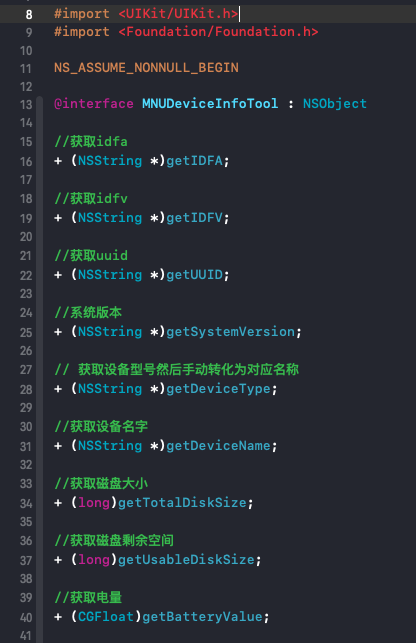 8 #import <UIKit/UIKit.h>
9 #import <Foundation/Foundation.h>
10
11 NS_ASSUME_NONNULL_BEGIN
12
13 @interface MNUDeviceInfoTool : NSObject
14
15 //获取idfa
16 + (NSString *)getIDFA;
17
18 //获取idfv
19 + (NSString *)getIDFV;
20
21 //获取uuid
22 + (NSString *)getUUID;
23
24 //系统版本
25 + (NSString *)getSystemVersion;
26
27 // 获取设备型号然后手动转化为对应名称
28 + (NSString *)getDeviceType;
29
30 //获取设备名字
31 + (NSString *)getDeviceName;
32
33 //获取磁盘大小
34 + (long)getTotalDiskSize;
35
36 //获取磁盘剩余空间
37 + (long)getUsableDiskSize;
38
39 //获取电量
40 + (CGFloat)getBatteryValue;
41